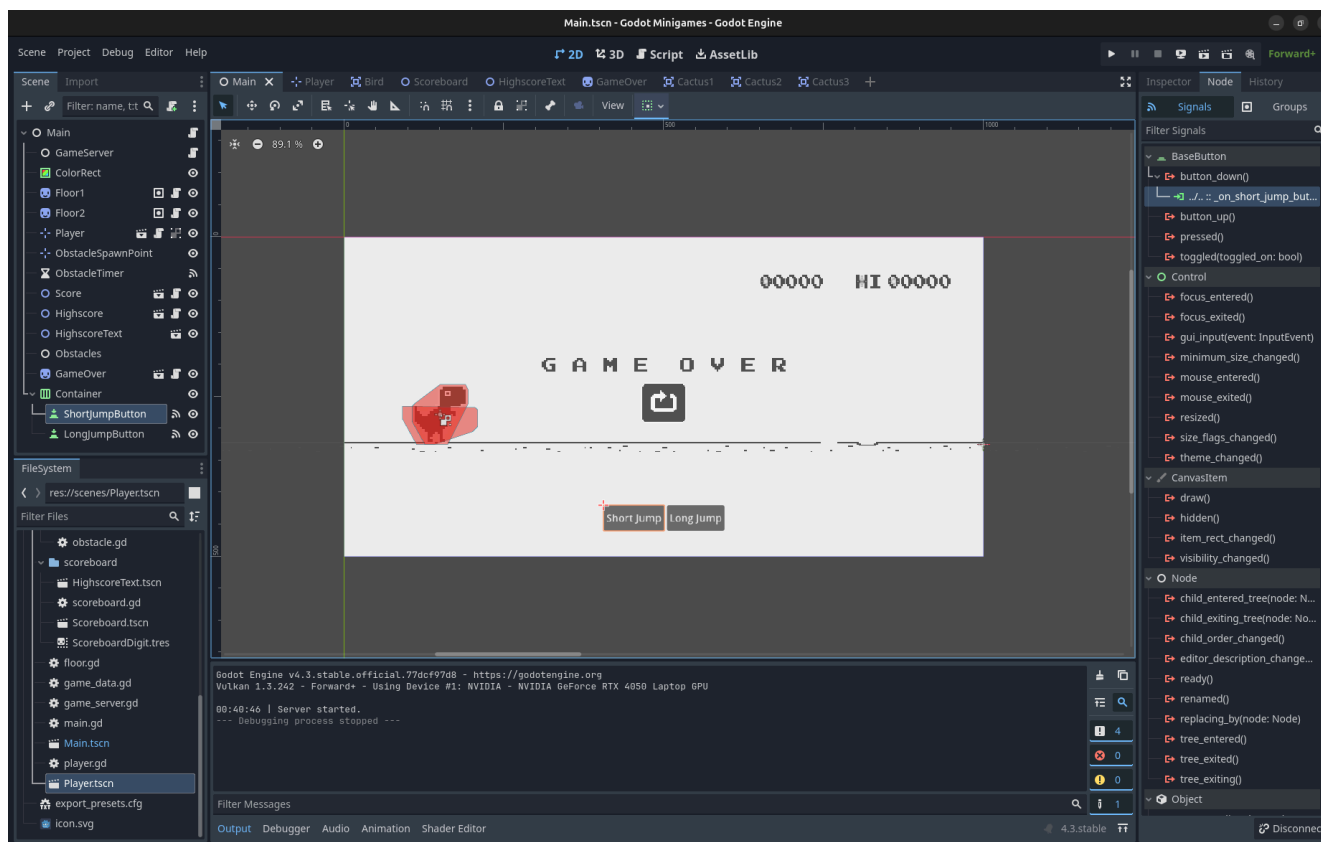 Main.tscn - Godot Minigames - Godot Engine
Scene Project Debug Editor Help
2D 3D Script AssetLib
Forward+
Scene Import
Main Player Bird Scoreboard HighscoreText GameOver Cactus1 Cactus2 Cactus3
Inspector Node History
Filter: name, t:t
View
Signals Groups
Filter Signals
Main
GameServer
ColorRect
Floor1
Floor2
Player
ObstacleSpawnPoint
ObstacleTimer
Score
Highscore
HighscoreText
Obstacles
GameOver
Container
ShortJumpButton
LongJumpButton
0 500 1000
89.1 %
0
500
00000 HI 00000
GAME OVER
Short Jump Long Jump
BaseButton
button_down()
../.. :: _on_short_jump_but...
button_up()
pressed()
toggled(toggled_on: bool)
Control
focus_entered()
focus_exited()
gui_input(event: InputEvent)
minimum_size_changed()
mouse_entered()
mouse_exited()
resized()
size_flags_changed()
theme_changed()
CanvasItem
draw()
hidden()
item_rect_changed()
visibility_changed()
Node
child_entered_tree(node: N...
child_exiting_tree(node: No...
child_order_changed()
editor_description_change...
ready()
renamed()
replacing_by(node: Node)
tree_entered()
tree_exited()
tree_exiting()
Object
Disconnec
FileSystem
res://scenes/Player.tscn
Filter Files
obstacle.gd
scoreboard
HighscoreText.tscn
scoreboard.gd
Scoreboard.tscn
ScoreboardDigit.tres
floor.gd
game_data.gd
game_server.gd
main.gd
Main.tscn
player.gd
Player.tscn
export_presets.cfg
icon.svg
Godot Engine v4.3.stable.official.77dcf97d8 - https://godotengine.org
Vulkan 1.3.242 - Forward+ - Using Device #1: NVIDIA - NVIDIA GeForce RTX 4050 Laptop GPU
00:40:46 | Server started.
--- Debugging process stopped ---
4
0
0
1
Filter Messages
Output Debugger Audio Animation Shader Editor
4.3.stable